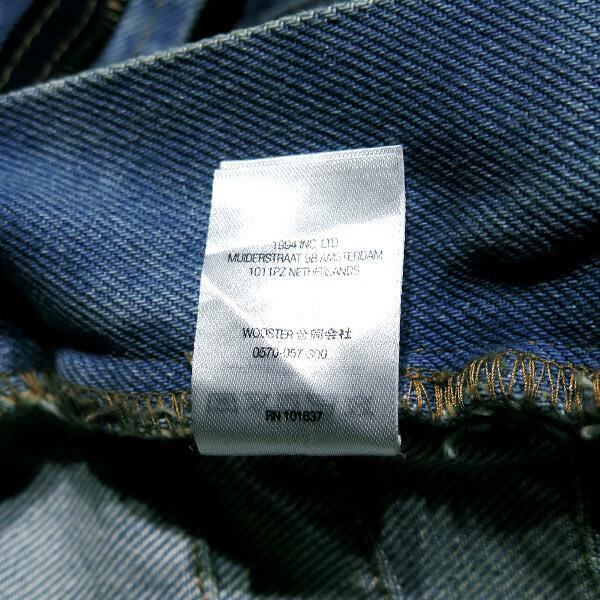 1994 INC. LTD
MUIDERSTRAAT 9B AMSTERDAM
1011PZ NETHERLANDS
WOOSTER 合同会社
0570-057-300
RN 101837